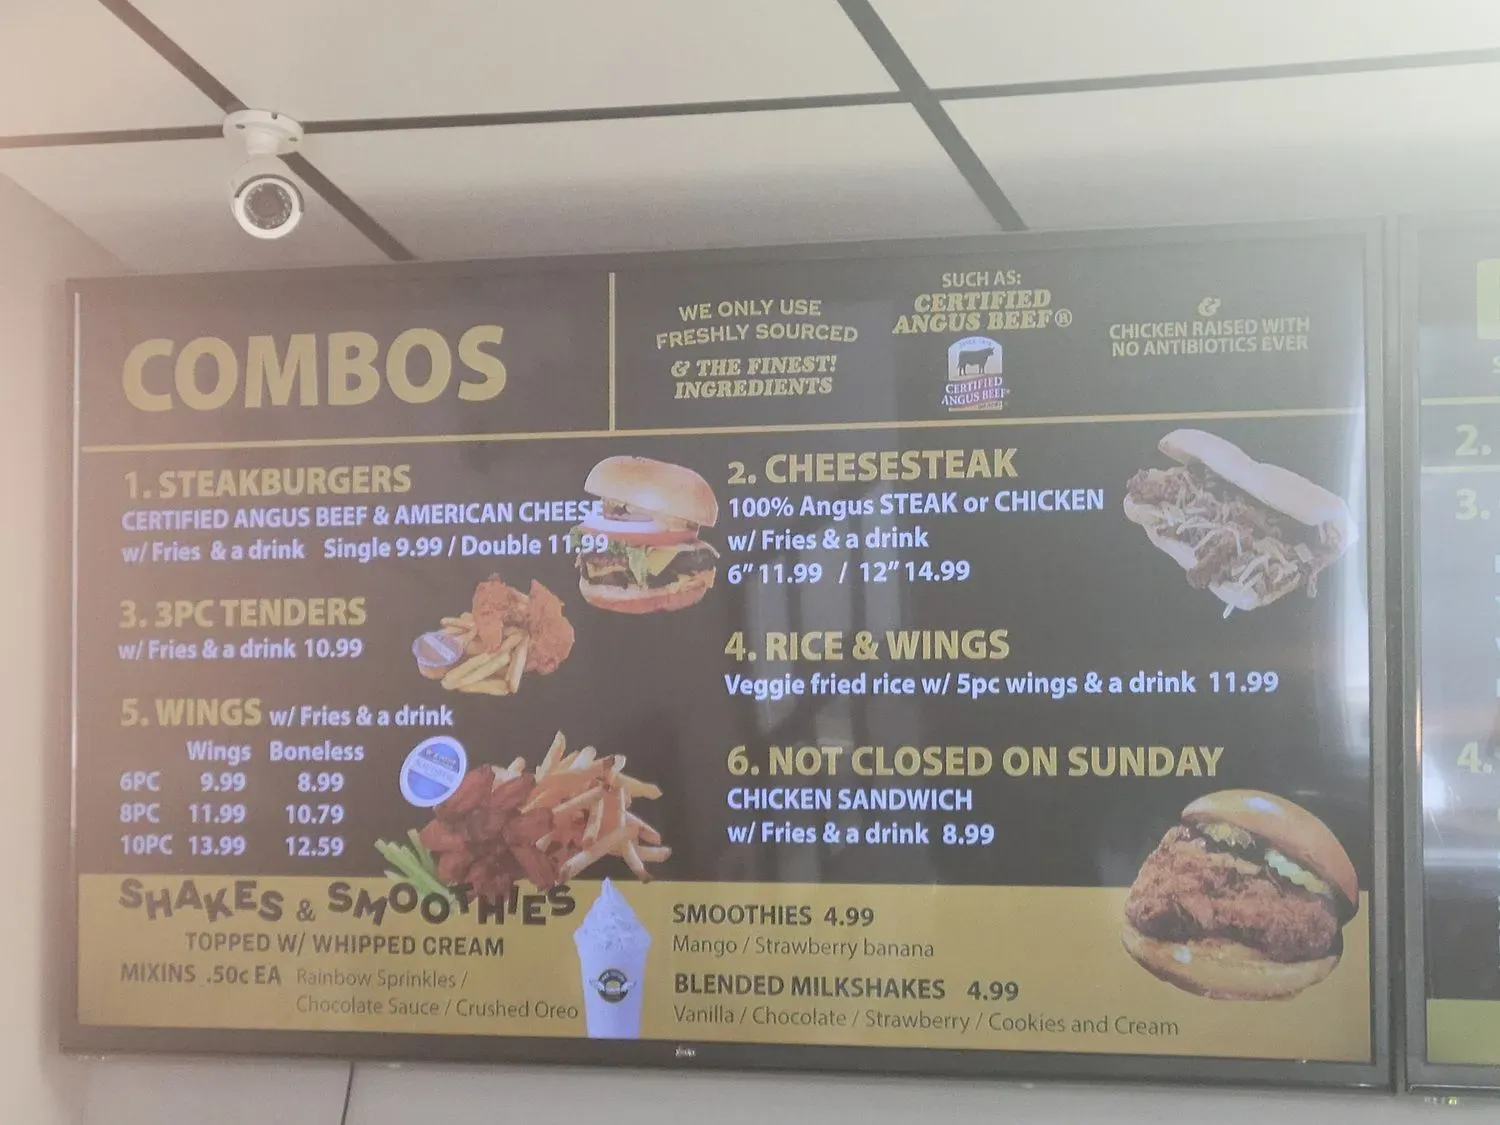 COMBOS
WE ONLY USE
FRESHLY SOURCED
& THE FINEST!
INGREDIENTS
SUCH AS:
CERTIFIED
ANGUS BEEF®
CERTIFIED
ANGUS BEEF®
&
CHICKEN RAISED WITH
NO ANTIBIOTICS EVER
1. STEAKBURGERS
CERTIFIED ANGUS BEEF & AMERICAN CHEESE
w/ Fries & a drink Single 9.99 / Double 11.99
2. CHEESESTEAK
100% Angus STEAK or CHICKEN
w/ Fries & a drink
6” 11.99 / 12” 14.99
3. 3PC TENDERS
w/ Fries & a drink 10.99
4. RICE & WINGS
Veggie fried rice w/ 5pc wings & a drink 11.99
5. WINGS w/ Fries & a drink
Wings Boneless
6PC 9.99 8.99
8PC 11.99 10.79
10PC 13.99 12.59
6. NOT CLOSED ON SUNDAY
CHICKEN SANDWICH
w/ Fries & a drink 8.99
SHAKES & SMOOTHIES
TOPPED W/ WHIPPED CREAM
MIXINS .50c EA Rainbow Sprinkles /
Chocolate Sauce / Crushed Oreo
SMOOTHIES 4.99
Mango / Strawberry banana
BLENDED MILKSHAKES 4.99
Vanilla / Chocolate / Strawberry / Cookies and Cream
2.
3.
4.